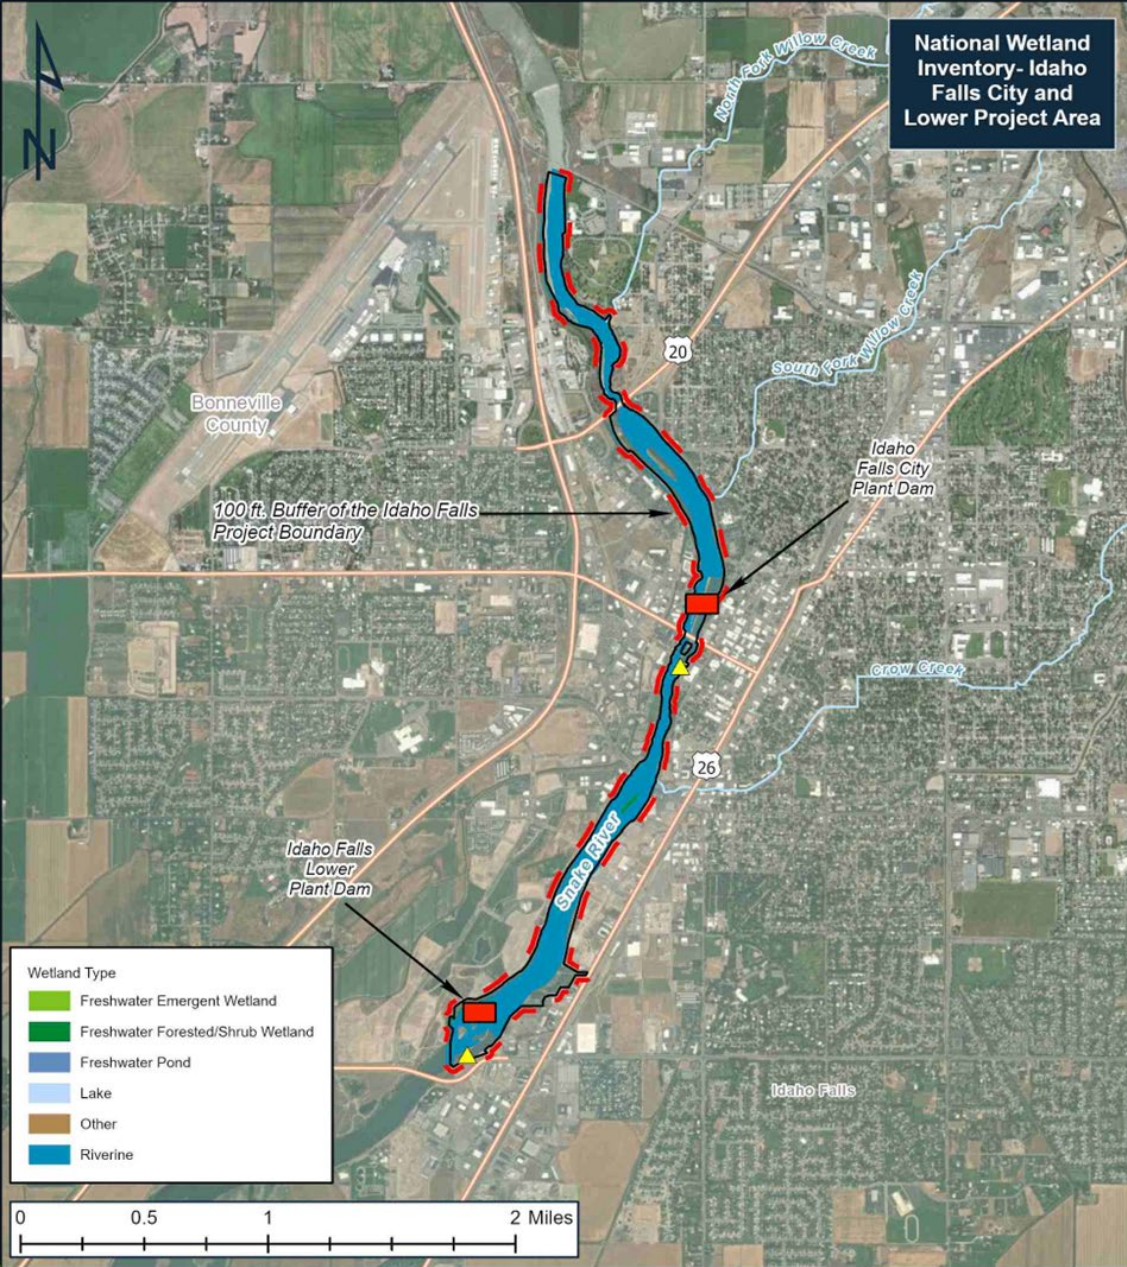 National Wetland
Inventory- Idaho
Falls City and
Lower Project Area
N
North Fork Willow Creek
South Fork Willow Creek
20
Bonneville
County
Idaho
Falls City
Plant Dam
100 ft. Buffer of the Idaho Falls
Project Boundary
Crow Creek
26
Snake River
Idaho Falls
Lower
Plant Dam
Wetland Type
Freshwater Emergent Wetland
Freshwater Forested/Shrub Wetland
Freshwater Pond
Lake
Other
Riverine
Idaho Falls
0 0.5 1 2 Miles